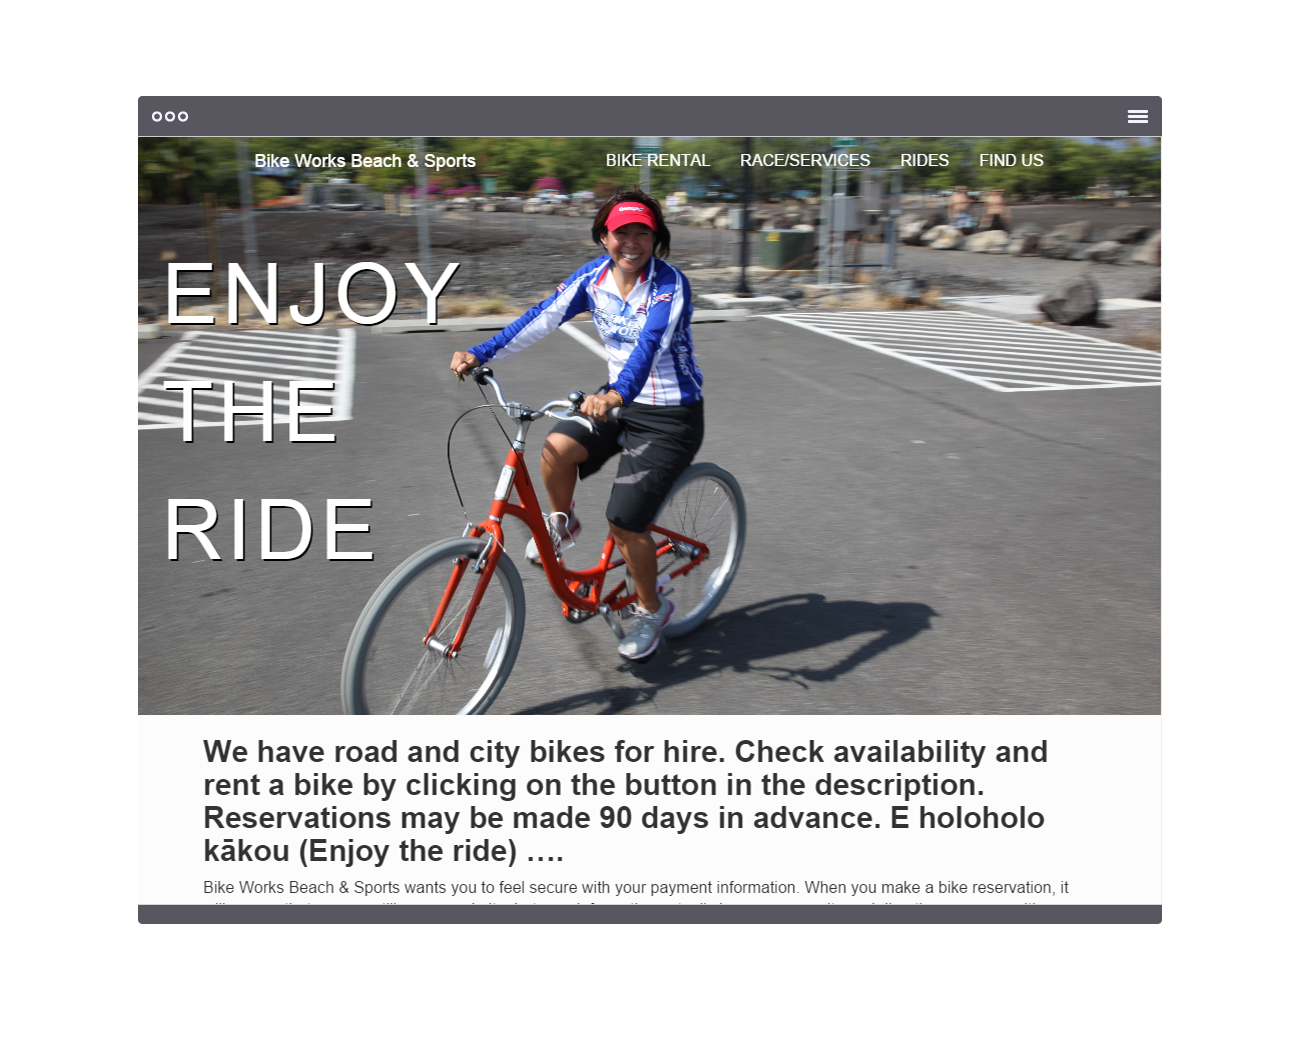 Bike Works Beach & Sports
BIKE RENTAL RACE/SERVICES RIDES FIND US
ENJOY
THE
RIDE
We have road and city bikes for hire. Check availability and
rent a bike by clicking on the button in the description.
Reservations may be made 90 days in advance. E holoholo
kākou (Enjoy the ride) ….
Bike Works Beach & Sports wants you to feel secure with your payment information. When you make a bike reservation, it